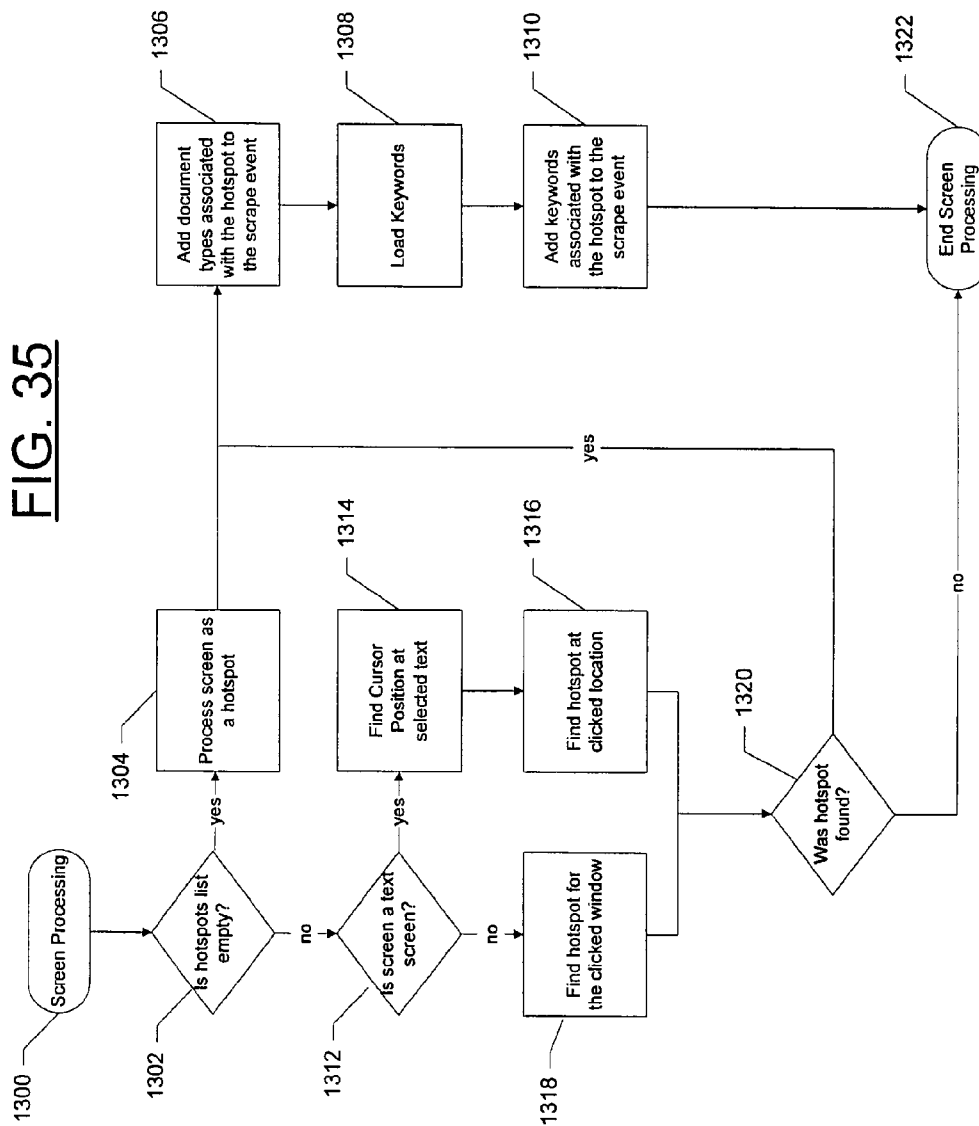 FIG. 35
1300
Screen Processing
1302
Is hotspots list
empty?
yes
no
1304
Process screen as
a hotspot
1306
Add document
types associated
with the hotspot to
the scrape event
1308
Load Keywords
1310
Add keywords
associated with
the hotspot to the
scrape event
1312
Is screen a text
screen?
yes
no
1314
Find Cursor
Position at
selected text
1316
Find hotspot at
clicked location
1318
Find hotspot for
the clicked window
1320
Was hotspot
found?
yes
no
1322
End Screen
Processing